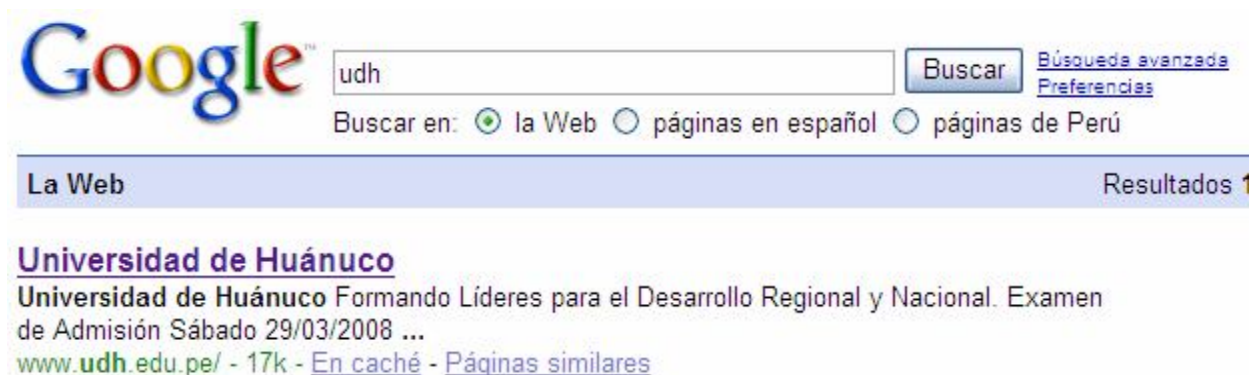 Google™ udh Buscar Búsqueda avanzada
Preferencias
Buscar en: la Web páginas en español páginas de Perú
La Web Resultados 1
Universidad de Huánuco
Universidad de Huánuco Formando Líderes para el Desarrollo Regional y Nacional. Examen
de Admisión Sábado 29/03/2008 ...
www.udh.edu.pe/ - 17k - En caché - Páginas similares